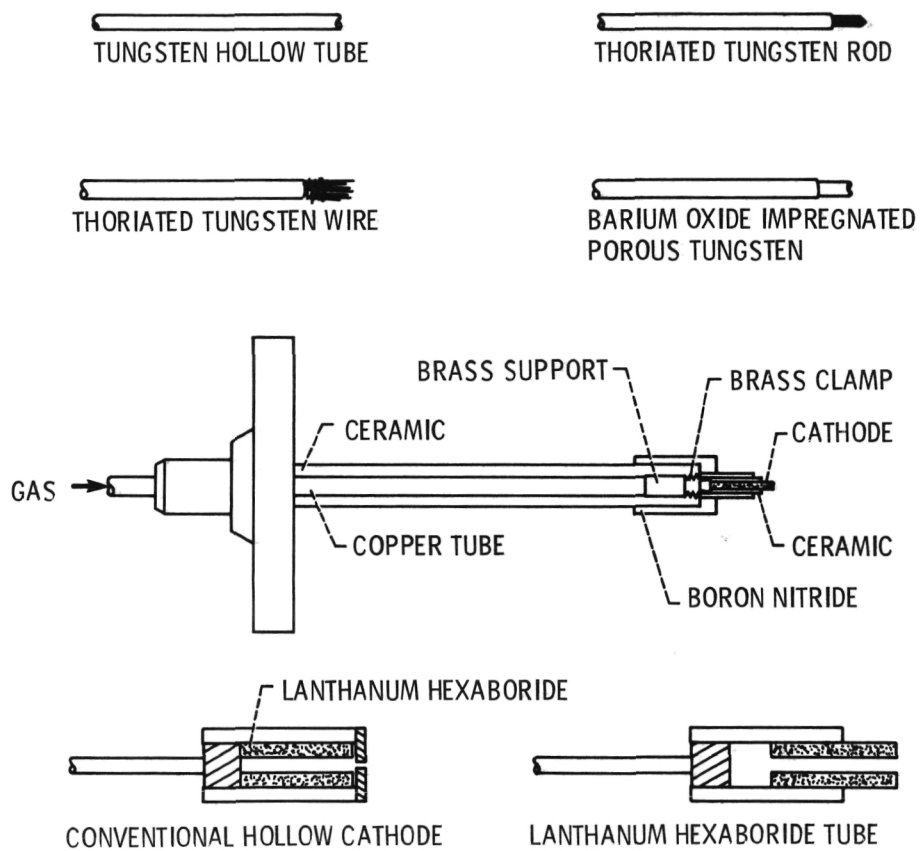 TUNGSTEN HOLLOW TUBE
THORIATED TUNGSTEN ROD
THORIATED TUNGSTEN WIRE
BARIUM OXIDE IMPREGNATED
POROUS TUNGSTEN
BRASS SUPPORT
BRASS CLAMP
CERAMIC
CATHODE
GAS
COPPER TUBE
CERAMIC
BORON NITRIDE
LANTHANUM HEXABORIDE
CONVENTIONAL HOLLOW CATHODE
LANTHANUM HEXABORIDE TUBE